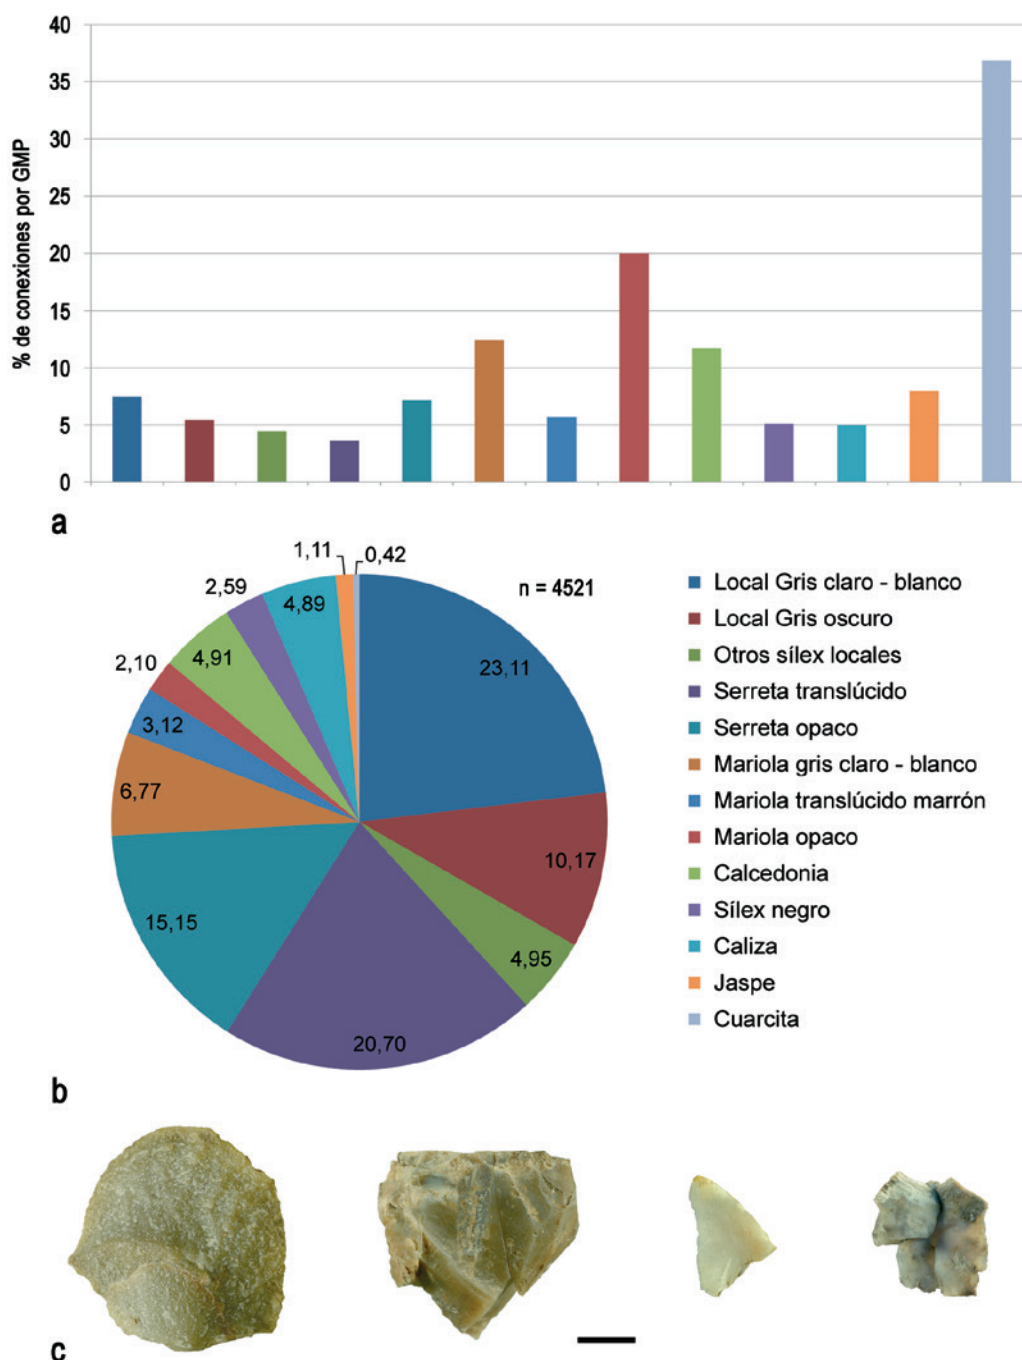 40
35
30
25
20
15
10
5
0
% de conexiones por GMP
a
1,11
0,42
2,59
4,89
n = 4521
4,91
23,11
2,10
3,12
6,77
10,17
15,15
4,95
20,70
Local Gris claro - blanco
Local Gris oscuro
Otros sílex locales
Serreta translúcido
Serreta opaco
Mariola gris claro - blanco
Mariola translúcido marrón
Mariola opaco
Calcedonia
Sílex negro
Caliza
Jaspe
Cuarcita
b
c